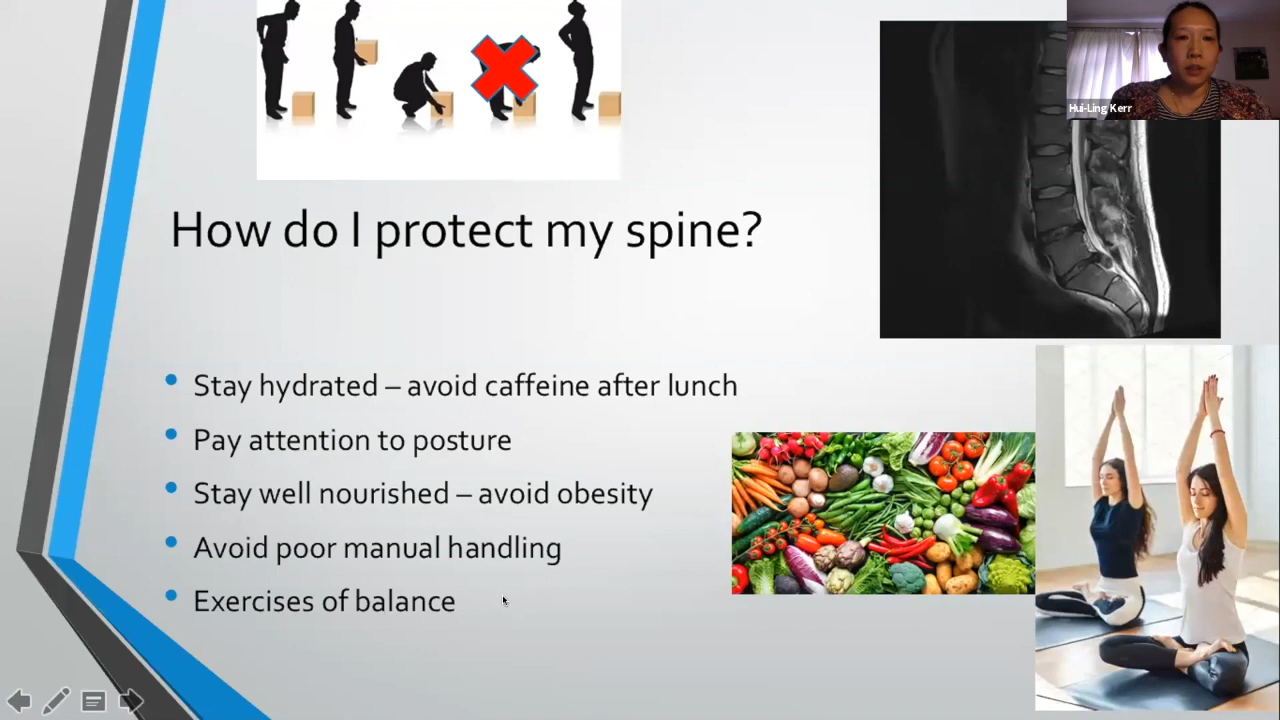 Hui-Ling Kerr
How do I protect my spine?
Stay hydrated – avoid caffeine after lunch
Pay attention to posture
Stay well nourished – avoid obesity
Avoid poor manual handling
Exercises of balance